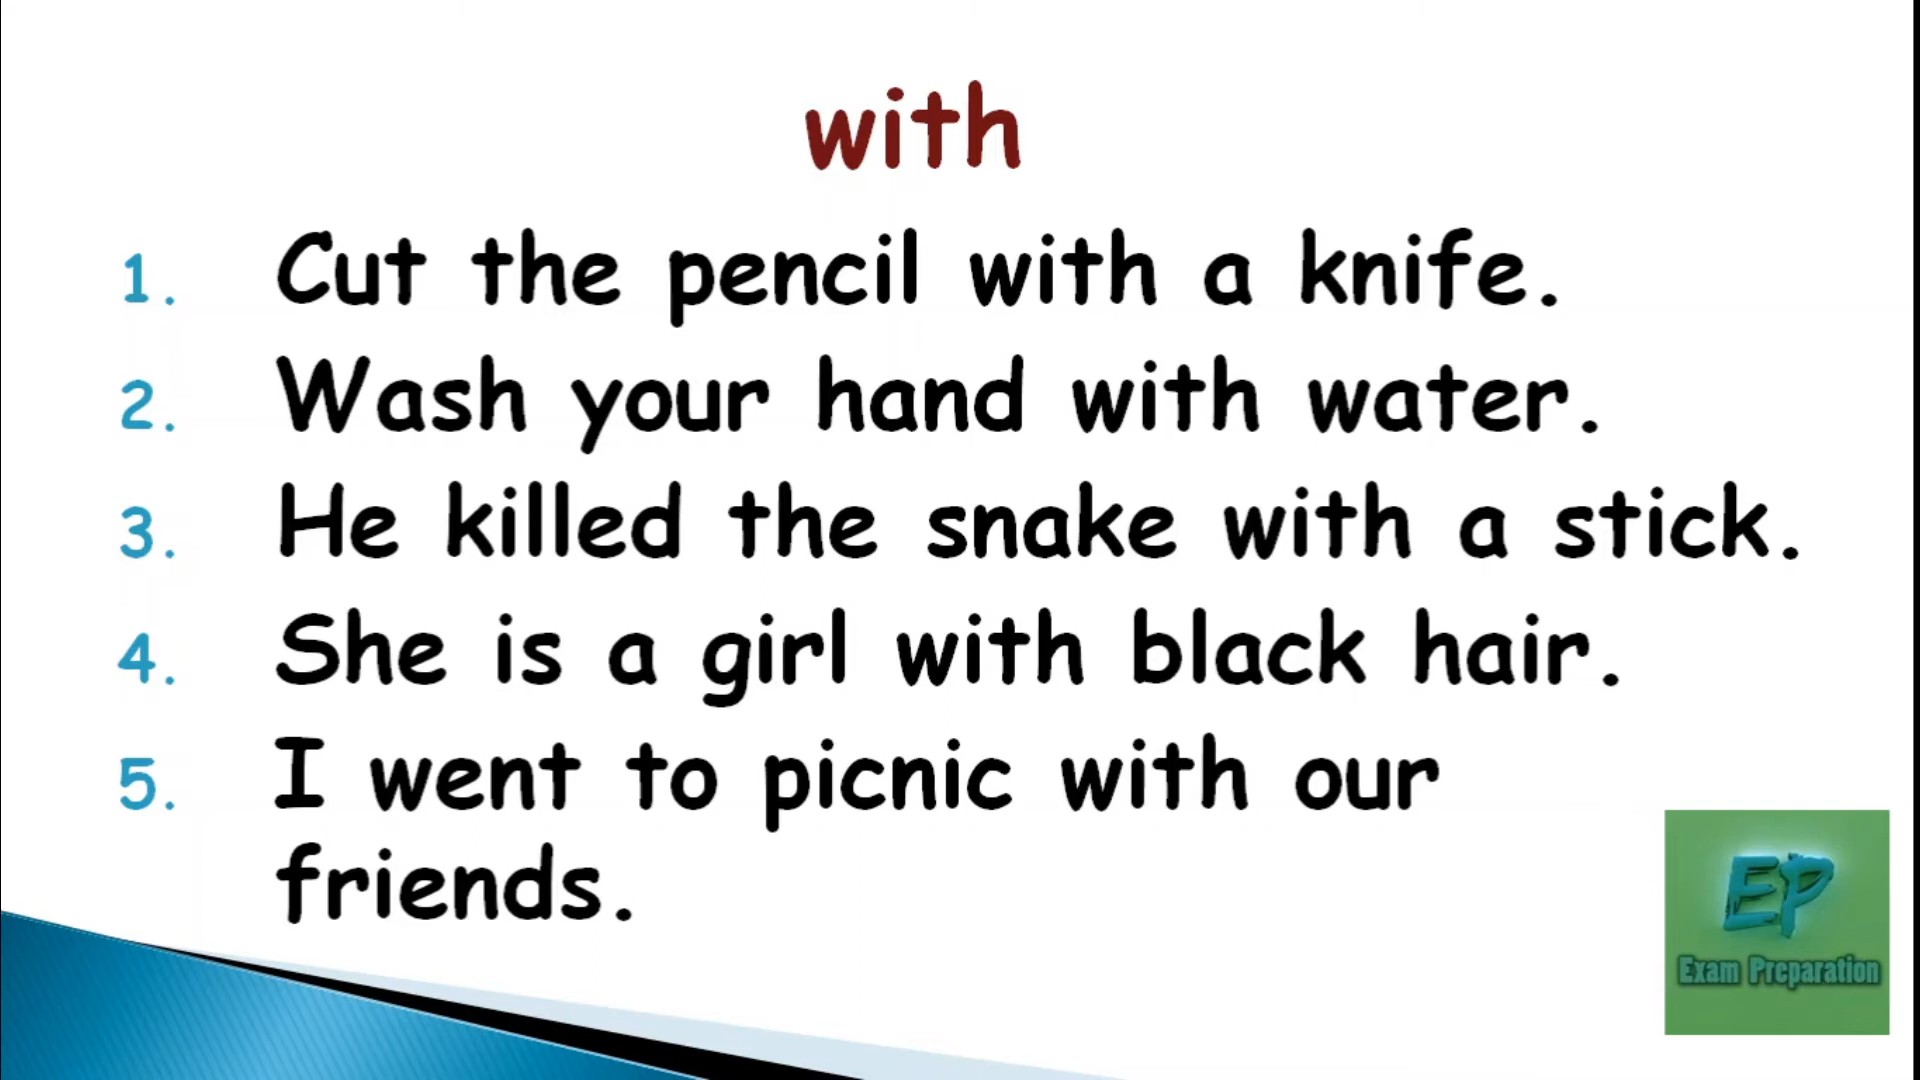 with
1. Cut the pencil with a knife.
2. Wash your hand with water.
3. He killed the snake with a stick.
4. She is a girl with black hair.
5. I went to picnic with our
friends.
EP
Exam Preparation